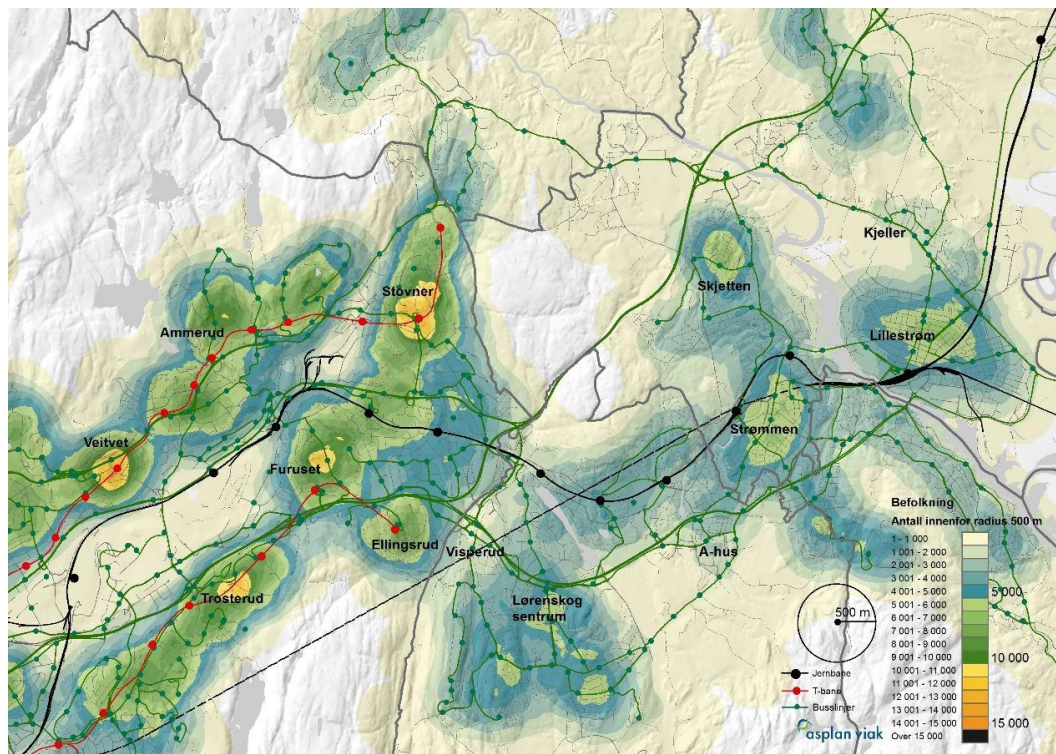 Stovner
Ammerud
Veitvet
Furuset
Ellingsrud
Trosterud
Visperud
Lørenskog
sentrum
A-hus
Strømmen
Skjetten
Kjeller
Lillestrøm
Befolkning
Antall innenfor radius 500 m
1 - 1 000
1 001 - 2 000
2 001 - 3 000
3 001 - 4 000
4 001 - 5 000
5 000
5 001 - 6 000
6 001 - 7 000
7 001 - 8 000
8 001 - 9 000
9 001 - 10 000
10 000
10 001 - 11 000
11 001 - 12 000
12 001 - 13 000
13 001 - 14 000
14 001 - 15 000
15 000
Over 15 000
500 m
Jernbane
T-bane
Busslinjer
asplan viak